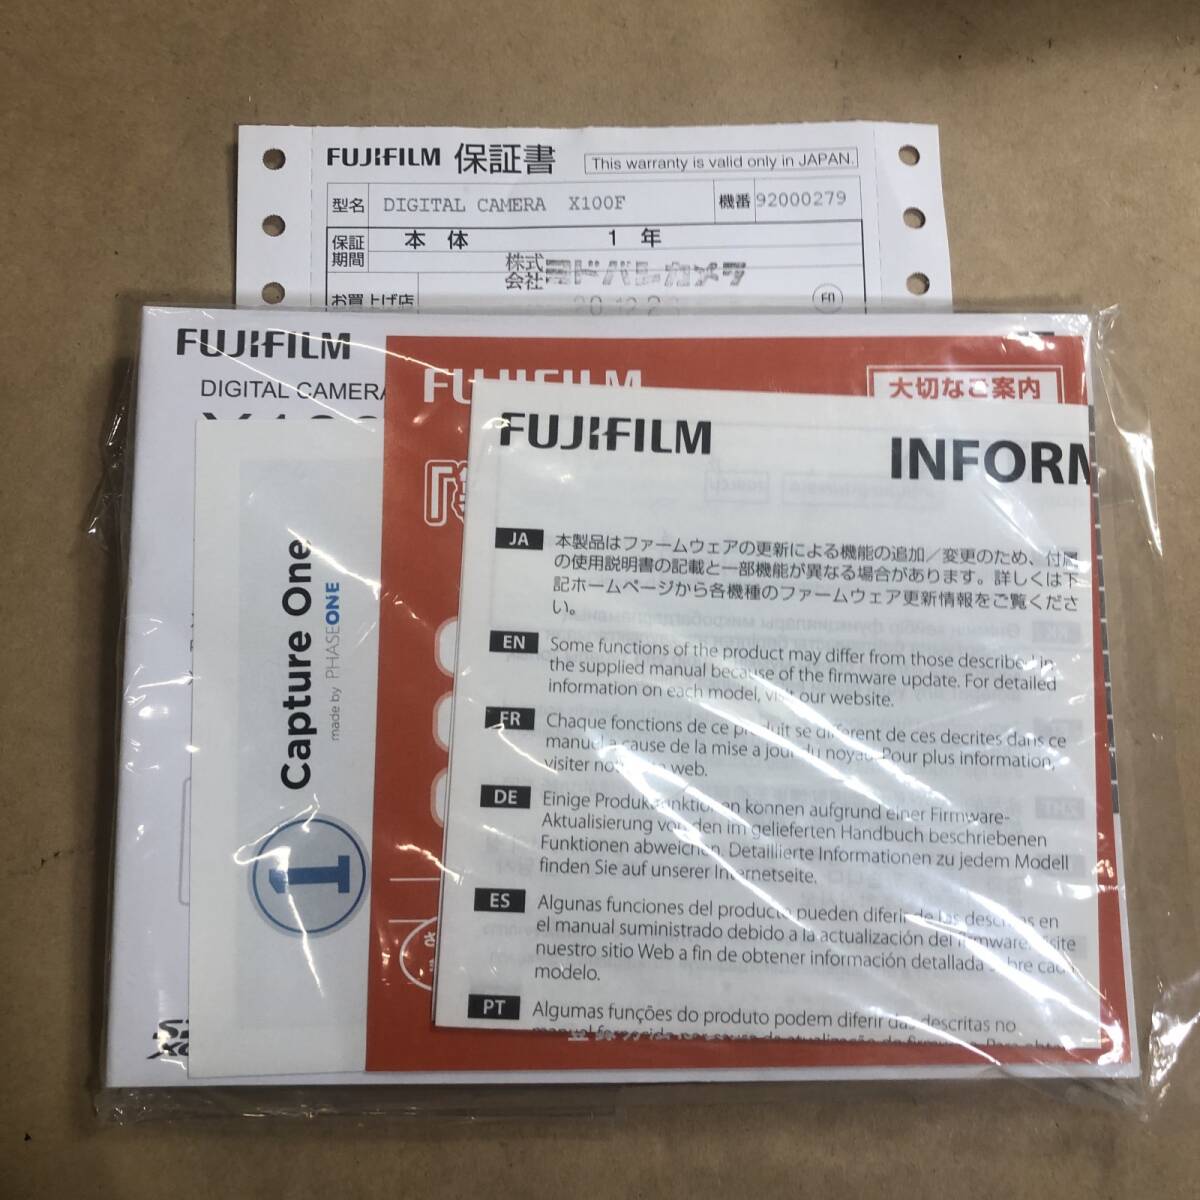 FUJIFILM 保証書 This warranty is valid only in JAPAN.
型名 DIGITAL CAMERA X100F 機番 92000279
保証期間 本体 1年
株式会社 ヨドバシカメラ
お買上げ店 印
FUJIFILM
DIGITAL CAMERA
Capture One
made by PHASEONE
1
FUJIFILM
大切なご案内
FUJIFILM
INFORM
JA 本製品はファームウェアの更新による機能の追加／変更のため、付属
の使用説明書の記載と一部機能が異なる場合があります。詳しくは下
記ホームページから各機種のファームウェア更新情報をご覧くださ
い。
EN Some functions of the product may differ from those described in
the supplied manual because of the firmware update. For detailed
information on each model, visit our website.
FR Chaque fonctions de ce produit se different de ces decrites dans ce
manuel a cause de la mise a jour du noyau. Pour plus information,
visiter notre site web.
DE Einige Produktfunktionen konnen aufgrund einer Firmware-
Aktualisierung von den im gelieferten Handbuch beschriebenen
Funktionen abweichen. Detaillierte Informationen zu jedem Modell
finden Sie auf unserer Internetseite.
ES Algunas funciones del producto pueden diferir de las descritas en
el manual suministrado debido a la actualización del firmware. Visite
nuestro sitio Web a fin de obtener información detallada sobre cada
modelo.
PT Algumas funções do produto podem diferir das descritas no